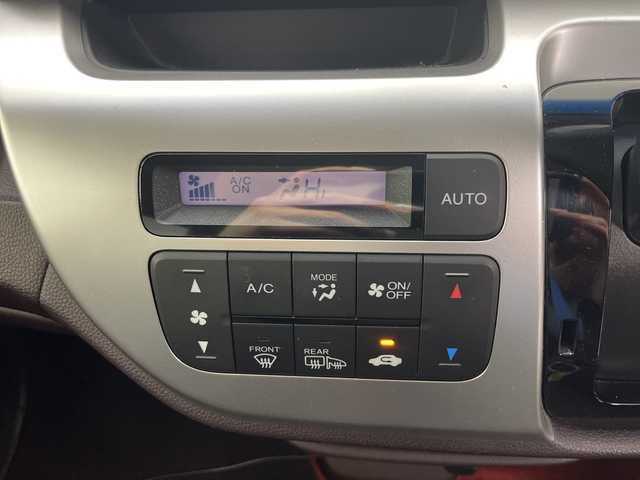 A/C
ON
Hi
AUTO
A/C
MODE
ON/
OFF
FRONT
REAR